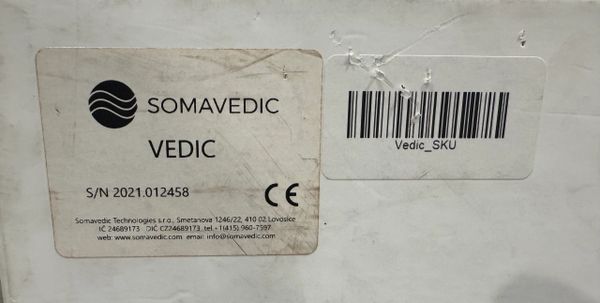 SOMAVEDIC
VEDIC
S/N 2021.012458
CE
Somavedic Technologies s.r.o., Smetanova 1246/22, 410 02 Lovosice
IČ 24689173 DIČ CZ24689173 tel. +1(415) 960-7597
web: www.somavedic.com email: info@somavedic.com
Vedic_SKU